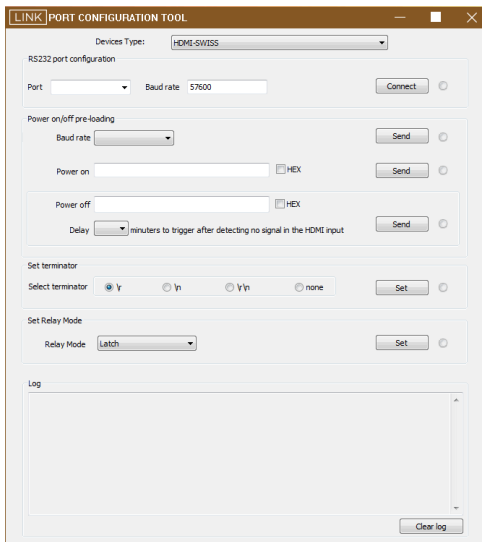 LINK PORT CONFIGURATION TOOL
Devices Type: HDMI-SWISS
RS232 port configuration
Port Baud rate 57600 Connect
Power on/off pre-loading
Baud rate Send
Power on HEX Send
Power off HEX
Delay minuters to trigger after detecting no signal in the HDMI input Send
Set terminator
Select terminator \r \n \r\n none Set
Set Relay Mode
Relay Mode Latch Set
Log
Clear log